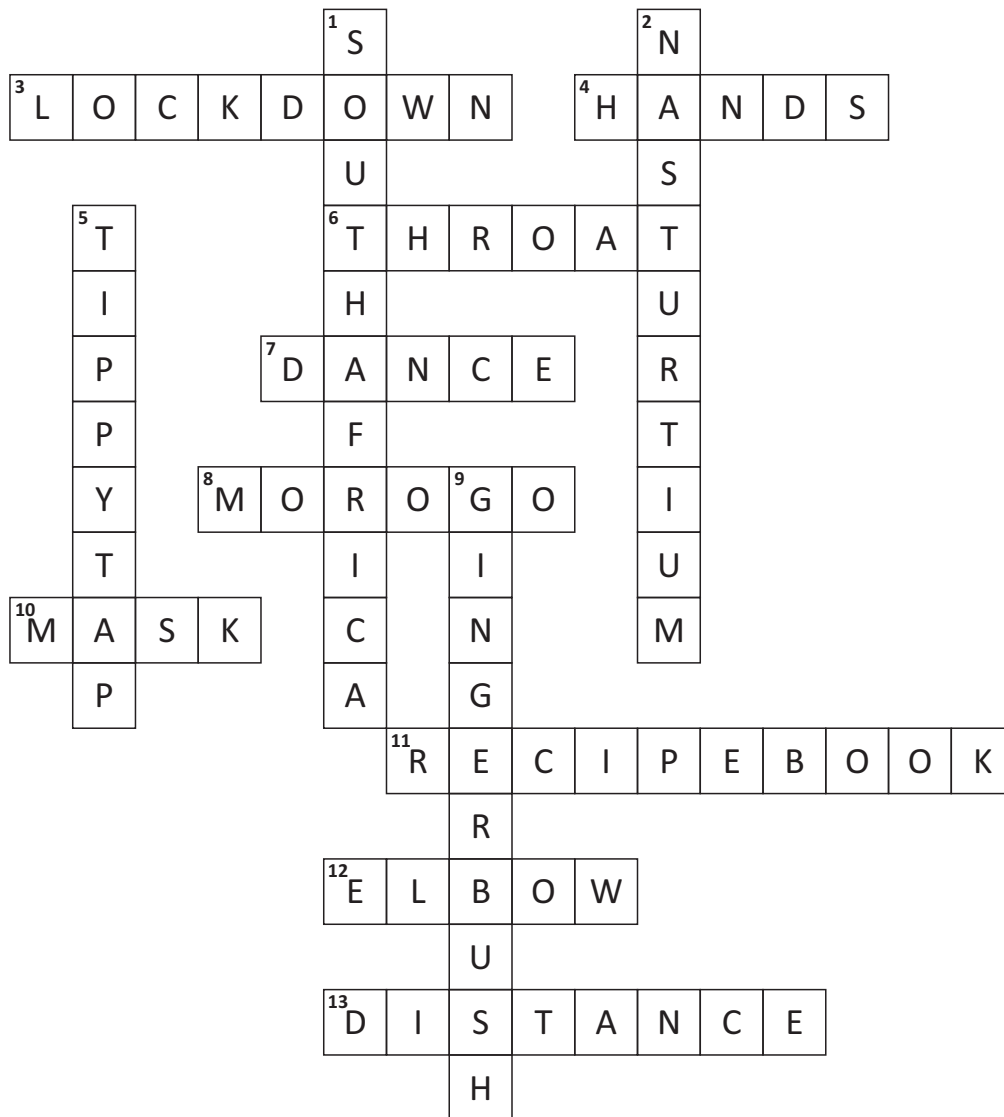 1 S 2 N
3 L O C K D O W N 4 H A N D S
U S
5 T 6 T H R O A T
I H U
P 7 D A N C E R
P F T
Y 8 M O R O 9 G O I
T I I U
10 M A S K C N M
P A G
11 R E C I P E B O O K
R
12 E L B O W
U
13 D I S T A N C E
H